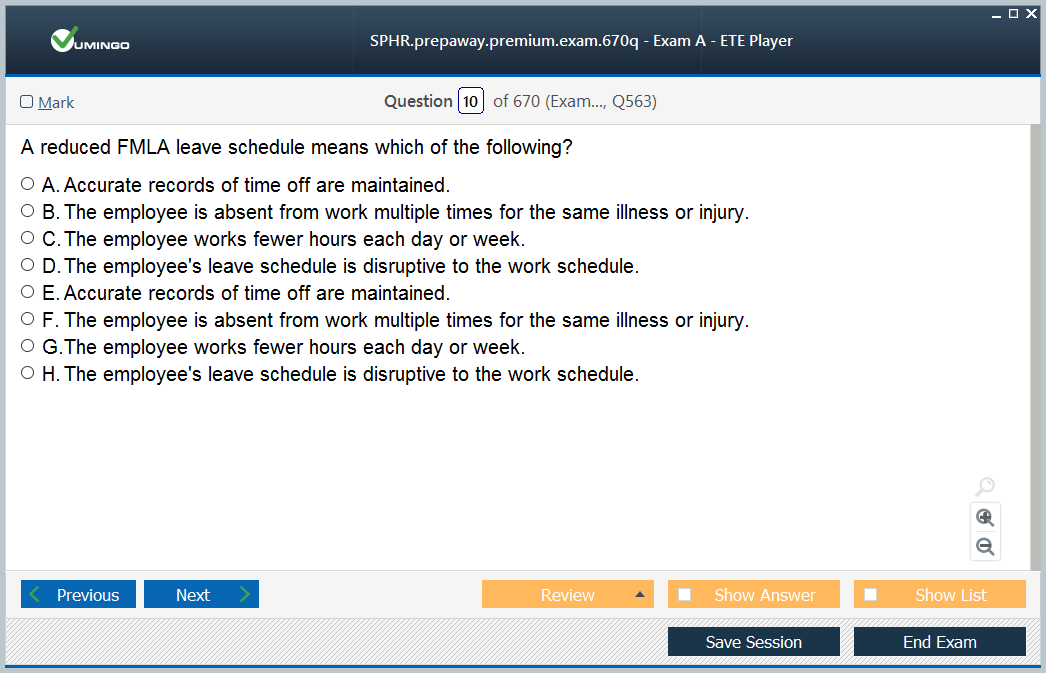 VUMINGO
SPHR.prepaway.premium.exam.670q - Exam A - ETE Player
Mark
Question 10 of 670 (Exam..., Q563)
A reduced FMLA leave schedule means which of the following?
A. Accurate records of time off are maintained.
B. The employee is absent from work multiple times for the same illness or injury.
C. The employee works fewer hours each day or week.
D. The employee's leave schedule is disruptive to the work schedule.
E. Accurate records of time off are maintained.
F. The employee is absent from work multiple times for the same illness or injury.
G. The employee works fewer hours each day or week.
H. The employee's leave schedule is disruptive to the work schedule.
Previous Next Review Show Answer Show List
Save Session End Exam